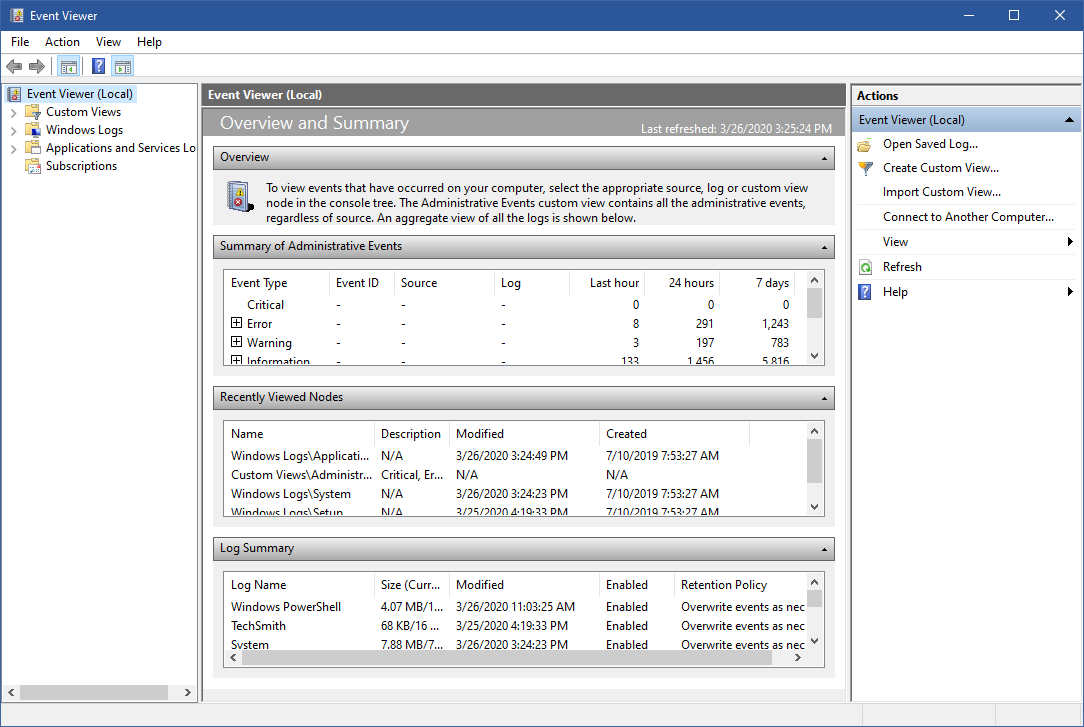 Event Viewer
File Action View Help
Event Viewer (Local)
Custom Views
Windows Logs
Applications and Services Lo
Subscriptions
Event Viewer (Local)
Overview and Summary Last refreshed: 3/26/2020 3:25:24 PM
Overview
To view events that have occurred on your computer, select the appropriate source, log or custom view
node in the console tree. The Administrative Events custom view contains all the administrative events,
regardless of source. An aggregate view of all the logs is shown below.
Summary of Administrative Events
Event Type Event ID Source Log Last hour 24 hours 7 days
Critical - - - 0 0 0
Error - - - 8 291 1,243
Warning - - - 3 197 783
Information - - - 133 1,456 5,816
Recently Viewed Nodes
Name Description Modified Created
Windows Logs\Applicati... N/A 3/26/2020 3:24:49 PM 7/10/2019 7:53:27 AM
Custom Views\Administr... Critical, Er... N/A N/A
Windows Logs\System N/A 3/26/2020 3:24:23 PM 7/10/2019 7:53:27 AM
Windows Logs\Setup N/A 3/25/2020 4:19:33 PM 7/10/2019 7:53:27 AM
Log Summary
Log Name Size (Curr... Modified Enabled Retention Policy
Windows PowerShell 4.07 MB/1... 3/26/2020 11:03:25 AM Enabled Overwrite events as nec
TechSmith 68 KB/16 ... 3/25/2020 4:19:33 PM Enabled Overwrite events as nec
System 7.88 MB/7... 3/26/2020 3:24:23 PM Enabled Overwrite events as nec
Actions
Event Viewer (Local)
Open Saved Log...
Create Custom View...
Import Custom View...
Connect to Another Computer...
View
Refresh
Help